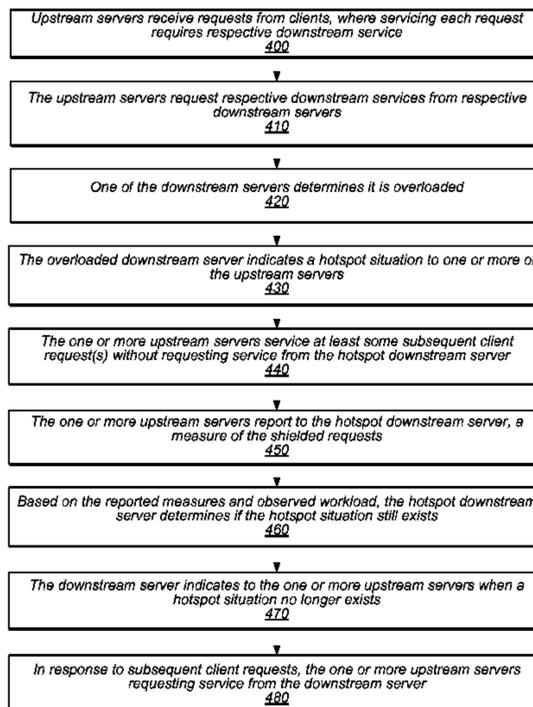 Upstream servers receive requests from clients, where servicing each request
requires respective downstream service
400
The upstream servers request respective downstream services from respective
downstream servers
410
One of the downstream servers determines it is overloaded
420
The overloaded downstream server indicates a hotspot situation to one or more
the upstream servers
430
The one or more upstream servers service at least some subsequent client
request(s) without requesting service from the hotspot downstream server
440
The one or more upstream servers report to the hotspot downstream server, a
measure of the shielded requests
450
Based on the reported measures and observed workload, the hotspot downstream
server determines if the hotspot situation still exists
460
The downstream server indicates to the one or more upstream servers when a
hotspot situation no longer exists
470
In response to subsequent client requests, the one or more upstream servers
requesting service from the downstream server
480